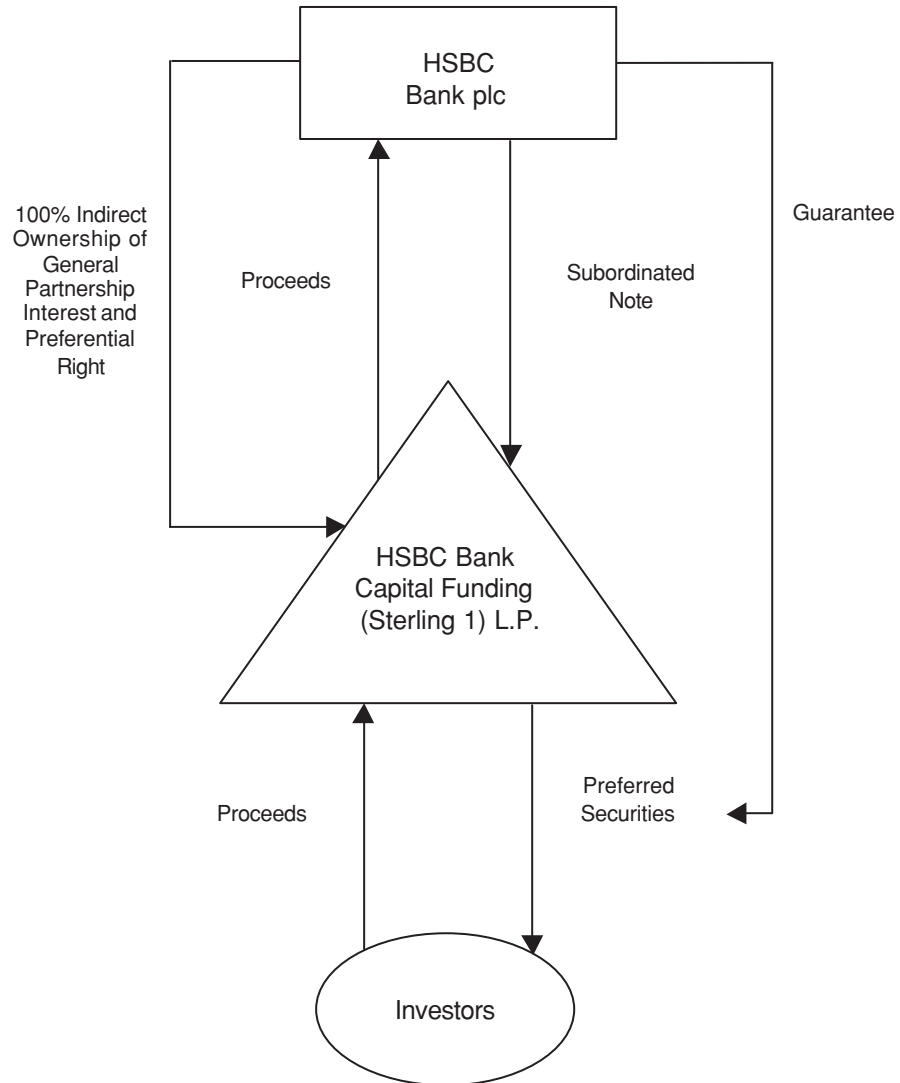 HSBC
Bank plc
100% Indirect
Ownership of
General
Partnership
Interest and
Preferential
Right
Proceeds
Subordinated
Note
Guarantee
HSBC Bank
Capital Funding
(Sterling 1) L.P.
Proceeds
Preferred
Securities
Investors